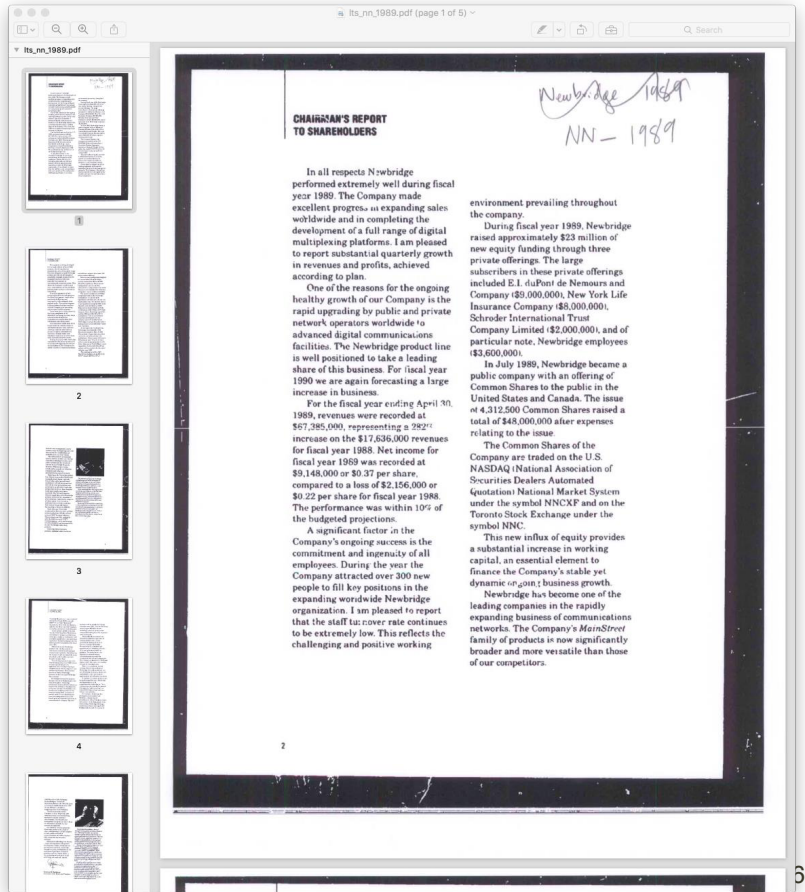 lts_nn_1989.pdf (page 1 of 5)
Search
lts_nn_1989.pdf
1
2
3
4
Newbridge 1989
NN - 1989
CHAIRMAN'S REPORT
TO SHAREHOLDERS
In all respects Newbridge
performed extremely well during fiscal
year 1989. The Company made
excellent progress in expanding sales
worldwide and in completing the
development of a full range of digital
multiplexing platforms. I am pleased
to report substantial quarterly growth
in revenues and profits, achieved
according to plan.
One of the reasons for the ongoing
healthy growth of our Company is the
rapid upgrading by public and private
network operators worldwide to
advanced digital communications
facilities. The Newbridge product line
is well positioned to take a leading
share of this business. For fiscal year
1990 we are again forecasting a large
increase in business.
For the fiscal year ending April 30,
1989, revenues were recorded at
$67,385,000, representing a 282%
increase on the $17,636,000 revenues
for fiscal year 1988. Net income for
fiscal year 1989 was recorded at
$9,148,000 or $0.37 per share,
compared to a loss of $2,156,000 or
$0.22 per share for fiscal year 1988.
The performance was within 10% of
the budgeted projections.
A significant factor in the
Company's ongoing success is the
commitment and ingenuity of all
employees. During the year the
Company attracted over 300 new
people to fill key positions in the
expanding worldwide Newbridge
organization. I am pleased to report
that the staff turnover rate continues
to be extremely low. This reflects the
challenging and positive working
environment prevailing throughout
the company.
During fiscal year 1989, Newbridge
raised approximately $23 million of
new equity funding through three
private offerings. The large
subscribers in these private offerings
included E.I. duPont de Nemours and
Company ($9,000,000), New York Life
Insurance Company ($8,000,000),
Schroder International Trust
Company Limited ($2,000,000), and of
particular note, Newbridge employees
($3,600,000).
In July 1989, Newbridge became a
public company with an offering of
Common Shares to the public in the
United States and Canada. The issue
of 4,312,500 Common Shares raised a
total of $48,000,000 after expenses
relating to the issue.
The Common Shares of the
Company are traded on the U.S.
NASDAQ (National Association of
Securities Dealers Automated
Quotation) National Market System
under the symbol NNCXF and on the
Toronto Stock Exchange under the
symbol NNC.
This new influx of equity provides
a substantial increase in working
capital, an essential element to
finance the Company's stable yet
dynamic ongoing business growth.
Newbridge has become one of the
leading companies in the rapidly
expanding business of communications
networks. The Company's MainStreet
family of products is now significantly
broader and more versatile than those
of our competitors.
2
6